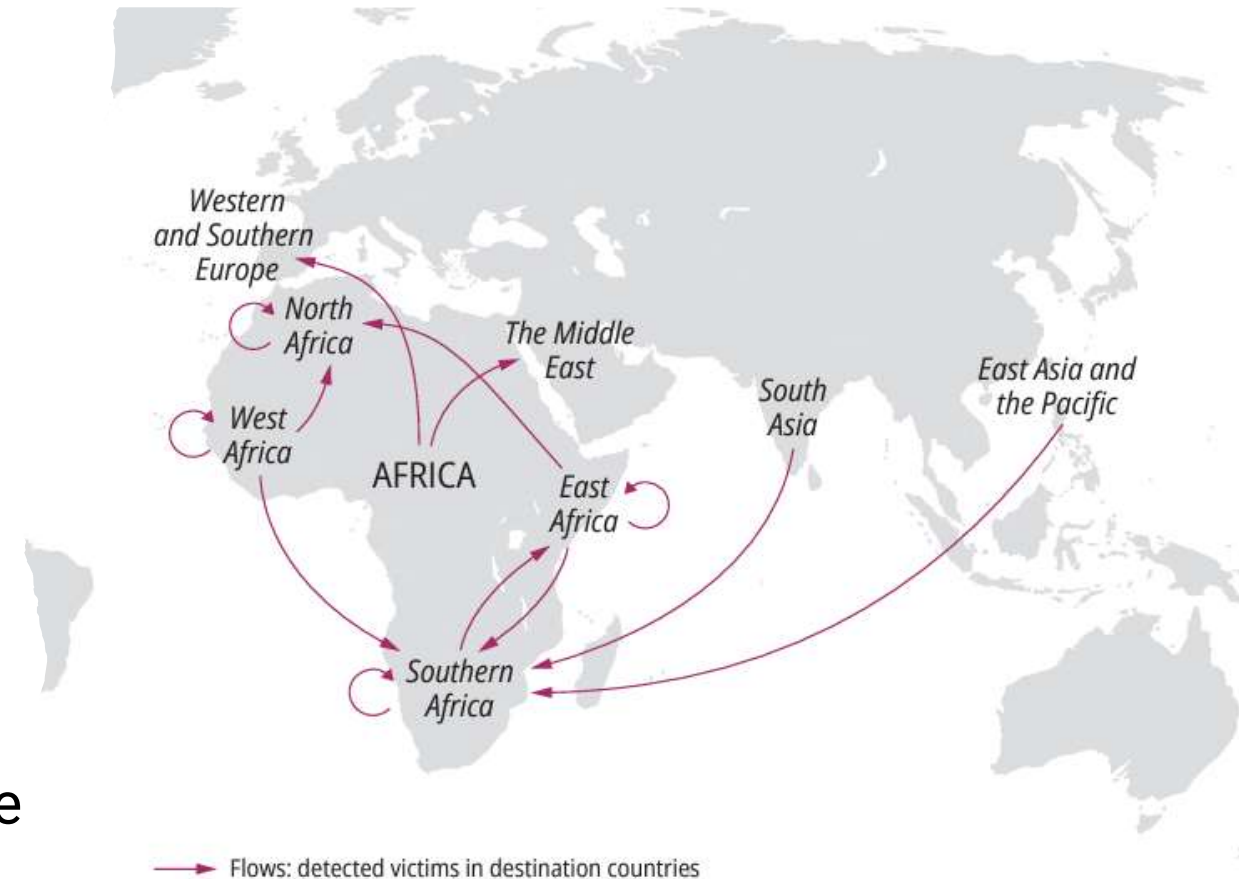 Western
and Southern
Europe
North
Africa
The Middle
East
East Asia and
the Pacific
South
Asia
West
Africa
AFRICA
East
Africa
Southern
Africa
e
Flows: detected victims in destination countries